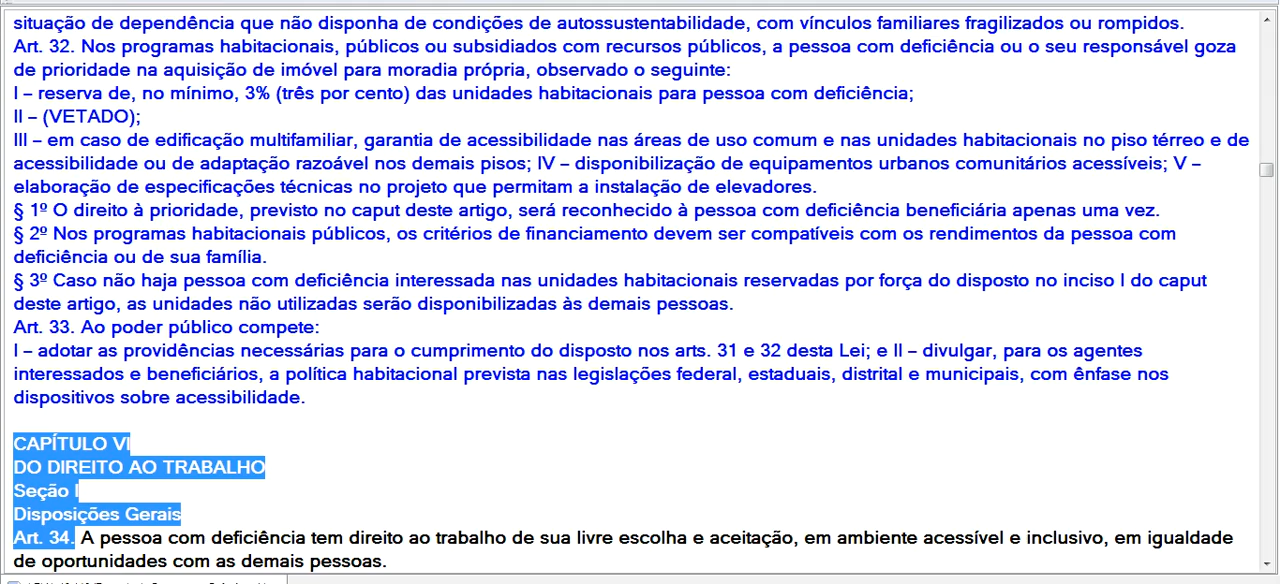 situação de dependência que não disponha de condições de autossustentabilidade, com vínculos familiares fragilizados ou rompidos.
Art. 32. Nos programas habitacionais, públicos ou subsidiados com recursos públicos, a pessoa com deficiência ou o seu responsável goza
de prioridade na aquisição de imóvel para moradia própria, observado o seguinte:
I – reserva de, no mínimo, 3% (três por cento) das unidades habitacionais para pessoa com deficiência;
II – (VETADO);
III – em caso de edificação multifamiliar, garantia de acessibilidade nas áreas de uso comum e nas unidades habitacionais no piso térreo e de
acessibilidade ou de adaptação razoável nos demais pisos; IV – disponibilização de equipamentos urbanos comunitários acessíveis; V –
elaboração de especificações técnicas no projeto que permitam a instalação de elevadores.
§ 1º O direito à prioridade, previsto no caput deste artigo, será reconhecido à pessoa com deficiência beneficiária apenas uma vez.
§ 2º Nos programas habitacionais públicos, os critérios de financiamento devem ser compatíveis com os rendimentos da pessoa com
deficiência ou de sua família.
§ 3º Caso não haja pessoa com deficiência interessada nas unidades habitacionais reservadas por força do disposto no inciso I do caput
deste artigo, as unidades não utilizadas serão disponibilizadas às demais pessoas.
Art. 33. Ao poder público compete:
I – adotar as providências necessárias para o cumprimento do disposto nos arts. 31 e 32 desta Lei; e II – divulgar, para os agentes
interessados e beneficiários, a política habitacional prevista nas legislações federal, estaduais, distrital e municipais, com ênfase nos
dispositivos sobre acessibilidade.
CAPÍTULO VI
DO DIREITO AO TRABALHO
Seção I
Disposições Gerais
Art. 34. A pessoa com deficiência tem direito ao trabalho de sua livre escolha e aceitação, em ambiente acessível e inclusivo, em igualdade
de oportunidades com as demais pessoas.